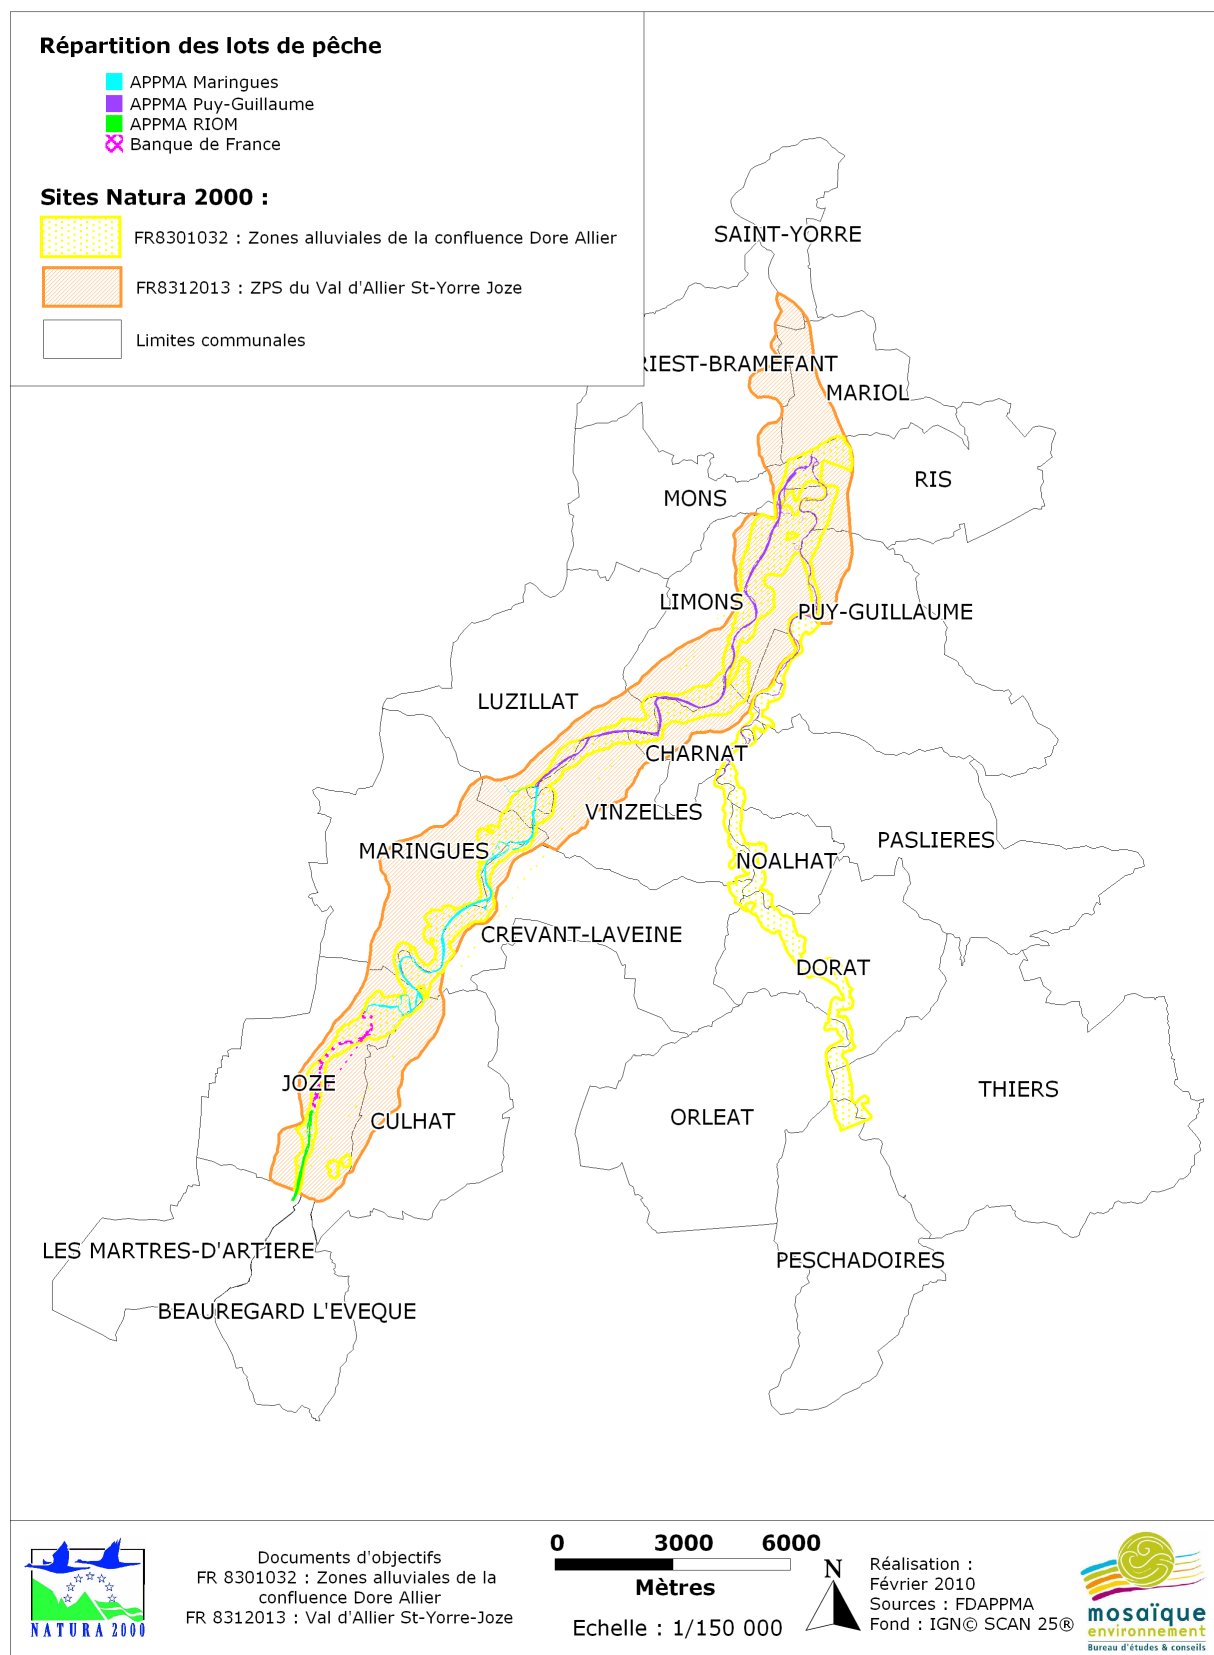 Répartition des lots de pêche
APPMA Maringues
APPMA Puy-Guillaume
APPMA RIOM
Banque de France
Sites Natura 2000 :
FR8301032 : Zones alluviales de la confluence Dore Allier
FR8312013 : ZPS du Val d'Allier St-Yorre Joze
Limites communales
SAINT-YORRE
RIEST-BRAMEFANT
MARIOL
RIS
MONS
LIMONS
PUY-GUILLAUME
LUZILLAT
CHARNAT
VINZELLES
PASLIERES
MARINGUES
NOALHAT
CREVANT-LAVEINE
DORAT
JOZE
THIERS
CULHAT
ORLEAT
LES MARTRES-D'ARTIERE
PESCHADOIRES
BEAUREGARD L'EVEQUE
NATURA 2000
Documents d'objectifs
FR 8301032 : Zones alluviales de la
confluence Dore Allier
FR 8312013 : Val d'Allier St-Yorre-Joze
0 3000 6000
Mètres
Echelle : 1/150 000
N
Réalisation :
Février 2010
Sources : FDAPPMA
Fond : IGN© SCAN 25®
mosaïque
environnement
Bureau d'études & conseils